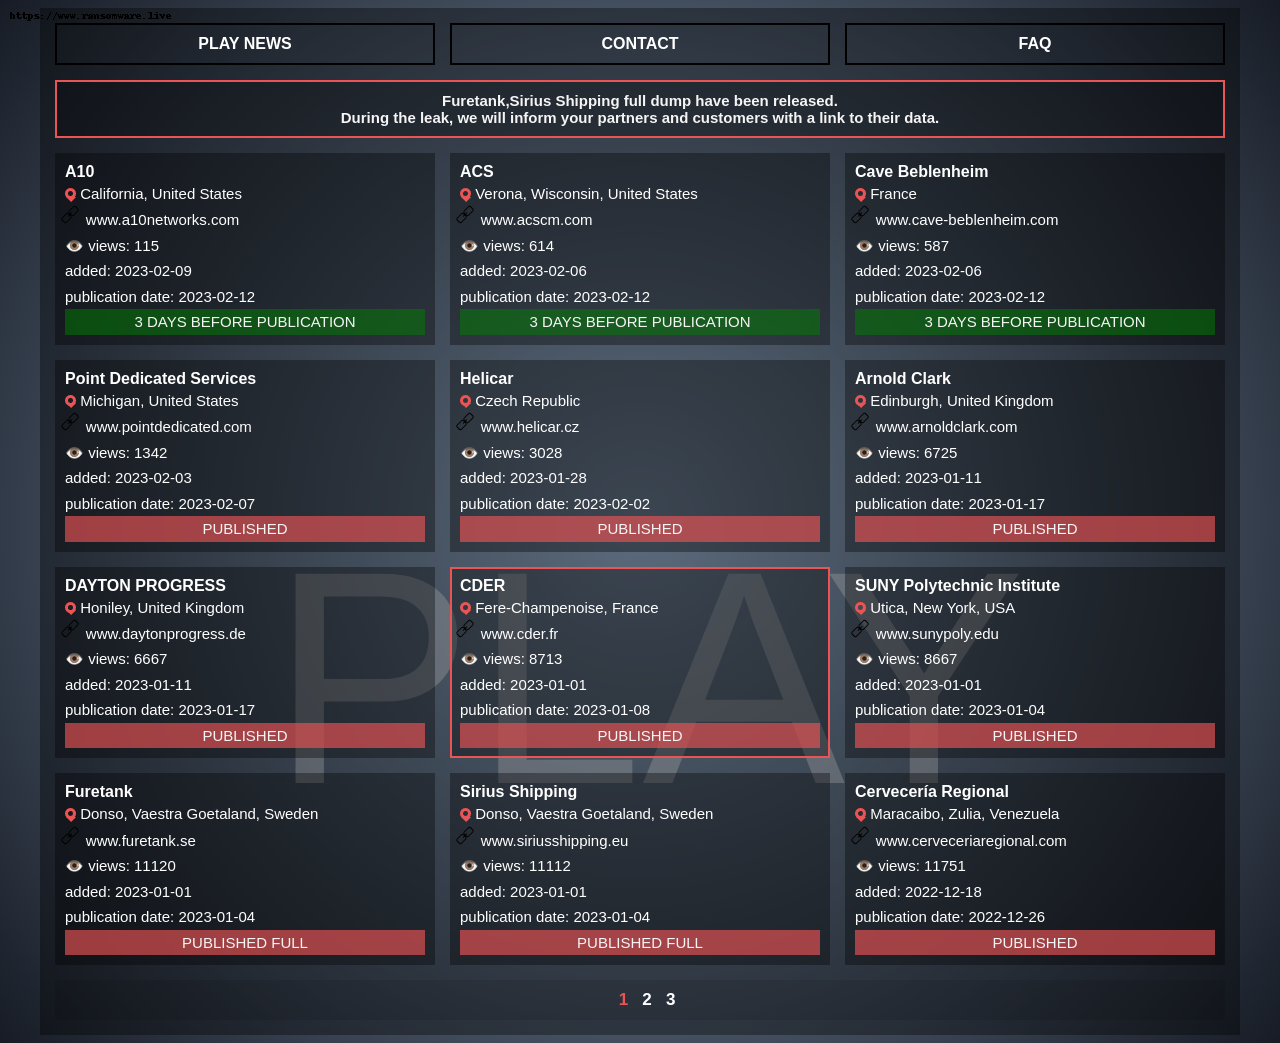 https://www.ransomware.live
PLAY NEWS
CONTACT
FAQ
Furetank,Sirius Shipping full dump have been released.
During the leak, we will inform your partners and customers with a link to their data.
A10
California, United States
www.a10networks.com
views: 115
added: 2023-02-09
publication date: 2023-02-12
3 DAYS BEFORE PUBLICATION
ACS
Verona, Wisconsin, United States
www.acscm.com
views: 614
added: 2023-02-06
publication date: 2023-02-12
3 DAYS BEFORE PUBLICATION
Cave Beblenheim
France
www.cave-beblenheim.com
views: 587
added: 2023-02-06
publication date: 2023-02-12
3 DAYS BEFORE PUBLICATION
Point Dedicated Services
Michigan, United States
www.pointdedicated.com
views: 1342
added: 2023-02-03
publication date: 2023-02-07
PUBLISHED
Helicar
Czech Republic
www.helicar.cz
views: 3028
added: 2023-01-28
publication date: 2023-02-02
PUBLISHED
Arnold Clark
Edinburgh, United Kingdom
www.arnoldclark.com
views: 6725
added: 2023-01-11
publication date: 2023-01-17
PUBLISHED
DAYTON PROGRESS
Honiley, United Kingdom
www.daytonprogress.de
views: 6667
added: 2023-01-11
publication date: 2023-01-17
PUBLISHED
CDER
Fere-Champenoise, France
www.cder.fr
views: 8713
added: 2023-01-01
publication date: 2023-01-08
PUBLISHED
SUNY Polytechnic Institute
Utica, New York, USA
www.sunypoly.edu
views: 8667
added: 2023-01-01
publication date: 2023-01-04
PUBLISHED
PLAY
Furetank
Donso, Vaestra Goetaland, Sweden
www.furetank.se
views: 11120
added: 2023-01-01
publication date: 2023-01-04
PUBLISHED FULL
Sirius Shipping
Donso, Vaestra Goetaland, Sweden
www.siriusshipping.eu
views: 11112
added: 2023-01-01
publication date: 2023-01-04
PUBLISHED FULL
Cervecería Regional
Maracaibo, Zulia, Venezuela
www.cerveceriaregional.com
views: 11751
added: 2022-12-18
publication date: 2022-12-26
PUBLISHED
1 2 3